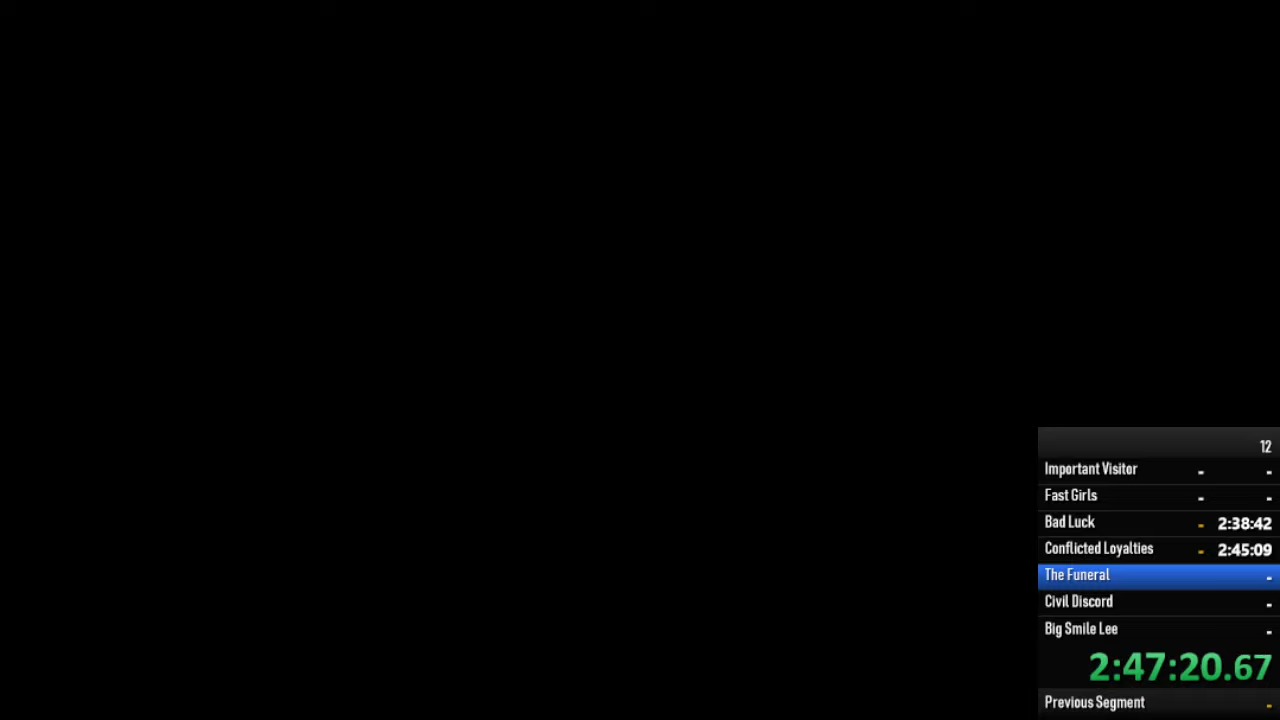 12
Important Visitor - -
Fast Girls - -
Bad Luck - 2:38:42
Conflicted Loyalties - 2:45:09
The Funeral -
Civil Discord -
Big Smile Lee -
2:47:20.67
Previous Segment -